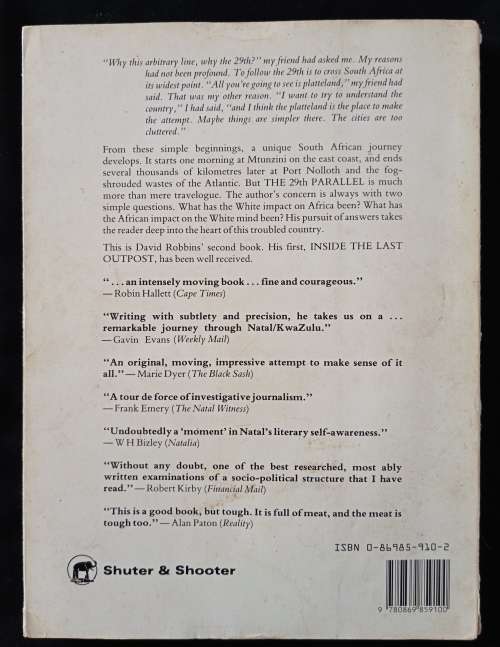 "Why this arbitrary line, why the 29th?" my friend had asked me. My reasons
had not been profound. To follow the 29th is to cross South Africa at
its widest point. "All you're going to see is platteland," my friend had
said. That was my other reason. "I want to try to understand the
country," I had said, "and I think the platteland is the place to make
the attempt. Maybe things are simpler there. The cities are too
cluttered."
From these simple beginnings, a unique South African journey
develops. It starts one morning at Mtunzini on the east coast, and ends
several thousands of kilometres later at Port Nolloth and the fog-
shrouded wastes of the Atlantic. But THE 29th PARALLEL is much
more than mere travelogue. The author's concern is always with two
simple questions. What has the White impact on Africa been? What has
the African impact on the White mind been? His pursuit of answers takes
the reader deep into the heart of this troubled country.
This is David Robbins' second book. His first, INSIDE THE LAST
OUTPOST, has been well received.
"...an intensely moving book...fine and courageous."
— Robin Hallett (Cape Times)
"Writing with subtlety and precision, he takes us on a ...
remarkable journey through Natal/KwaZulu."
— Gavin Evans (Weekly Mail)
"An original, moving, impressive attempt to make sense of it
all." — Marie Dyer (The Black Sash)
"A tour de force of investigative journalism."
— Frank Emery (The Natal Witness)
"Undoubtedly a 'moment' in Natal's literary self-awareness."
— W H Bizley (Natalia)
"Without any doubt, one of the best researched, most ably
written examinations of a socio-political structure that I have
read." — Robert Kirby (Financial Mail)
"This is a good book, but tough. It is full of meat, and the meat is
tough too." — Alan Paton (Reality)
ISBN 0-86985-910-2
Shuter & Shooter
9 780869 859100